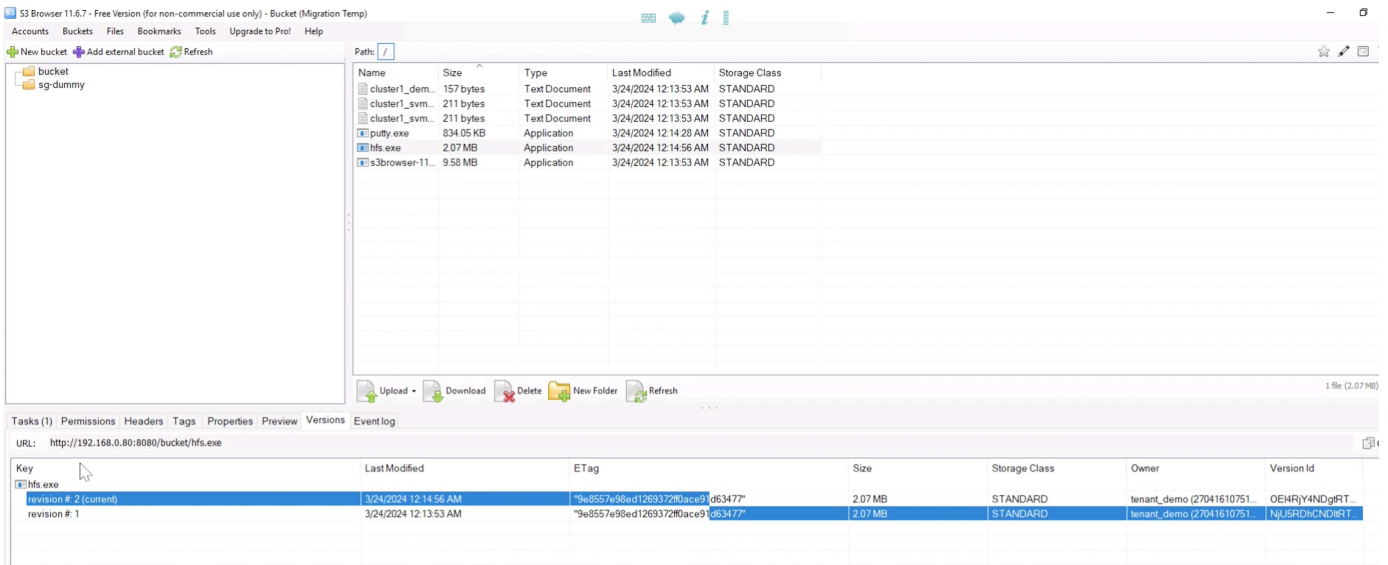 S3 Browser 11.6.7 - Free Version (for non-commercial use only) - Bucket (Migration Temp)
Accounts Buckets Files Bookmarks Tools Upgrade to Pro! Help
New bucket Add external bucket Refresh
Path: /
bucket
sg-dummy
Name Size Type Last Modified Storage Class
cluster1_dem... 157 bytes Text Document 3/24/2024 12:13:53 AM STANDARD
cluster1_svm... 211 bytes Text Document 3/24/2024 12:13:53 AM STANDARD
cluster1_svm... 211 bytes Text Document 3/24/2024 12:13:53 AM STANDARD
putty.exe 834.05 KB Application 3/24/2024 12:14:28 AM STANDARD
hfs.exe 2.07 MB Application 3/24/2024 12:14:56 AM STANDARD
s3browser-11... 9.58 MB Application 3/24/2024 12:13:53 AM STANDARD
Upload Download Delete New Folder Refresh
1 file (2.07 MB)
Tasks (1) Permissions Headers Tags Properties Preview Versions Eventlog
URL: http://192.168.0.80:8080/bucket/hfs.exe
Key Last Modified ETag Size Storage Class Owner Version Id
hfs.exe
revision #: 2 (current) 3/24/2024 12:14:56 AM "9e8557e98ed1269372ff0ace91d63477" 2.07 MB STANDARD tenant_demo (27041610751... OEI4RjY4NDgtRT...
revision #: 1 3/24/2024 12:13:53 AM "9e8557e98ed1269372ff0ace91d63477" 2.07 MB STANDARD tenant_demo (27041610751... NjU5RDhCNDItRT...